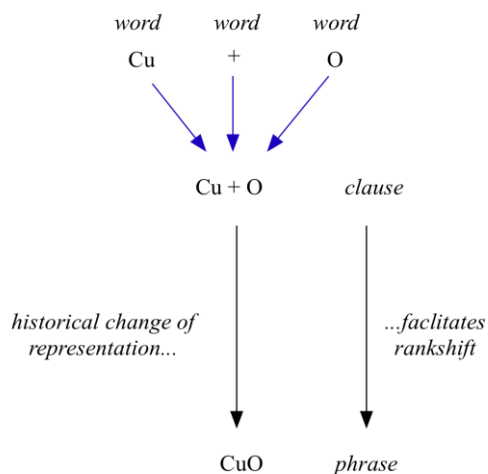 word word word
Cu + O
Cu + O clause
historical change of
representation...
...faclitates
rankshift
CuO phrase